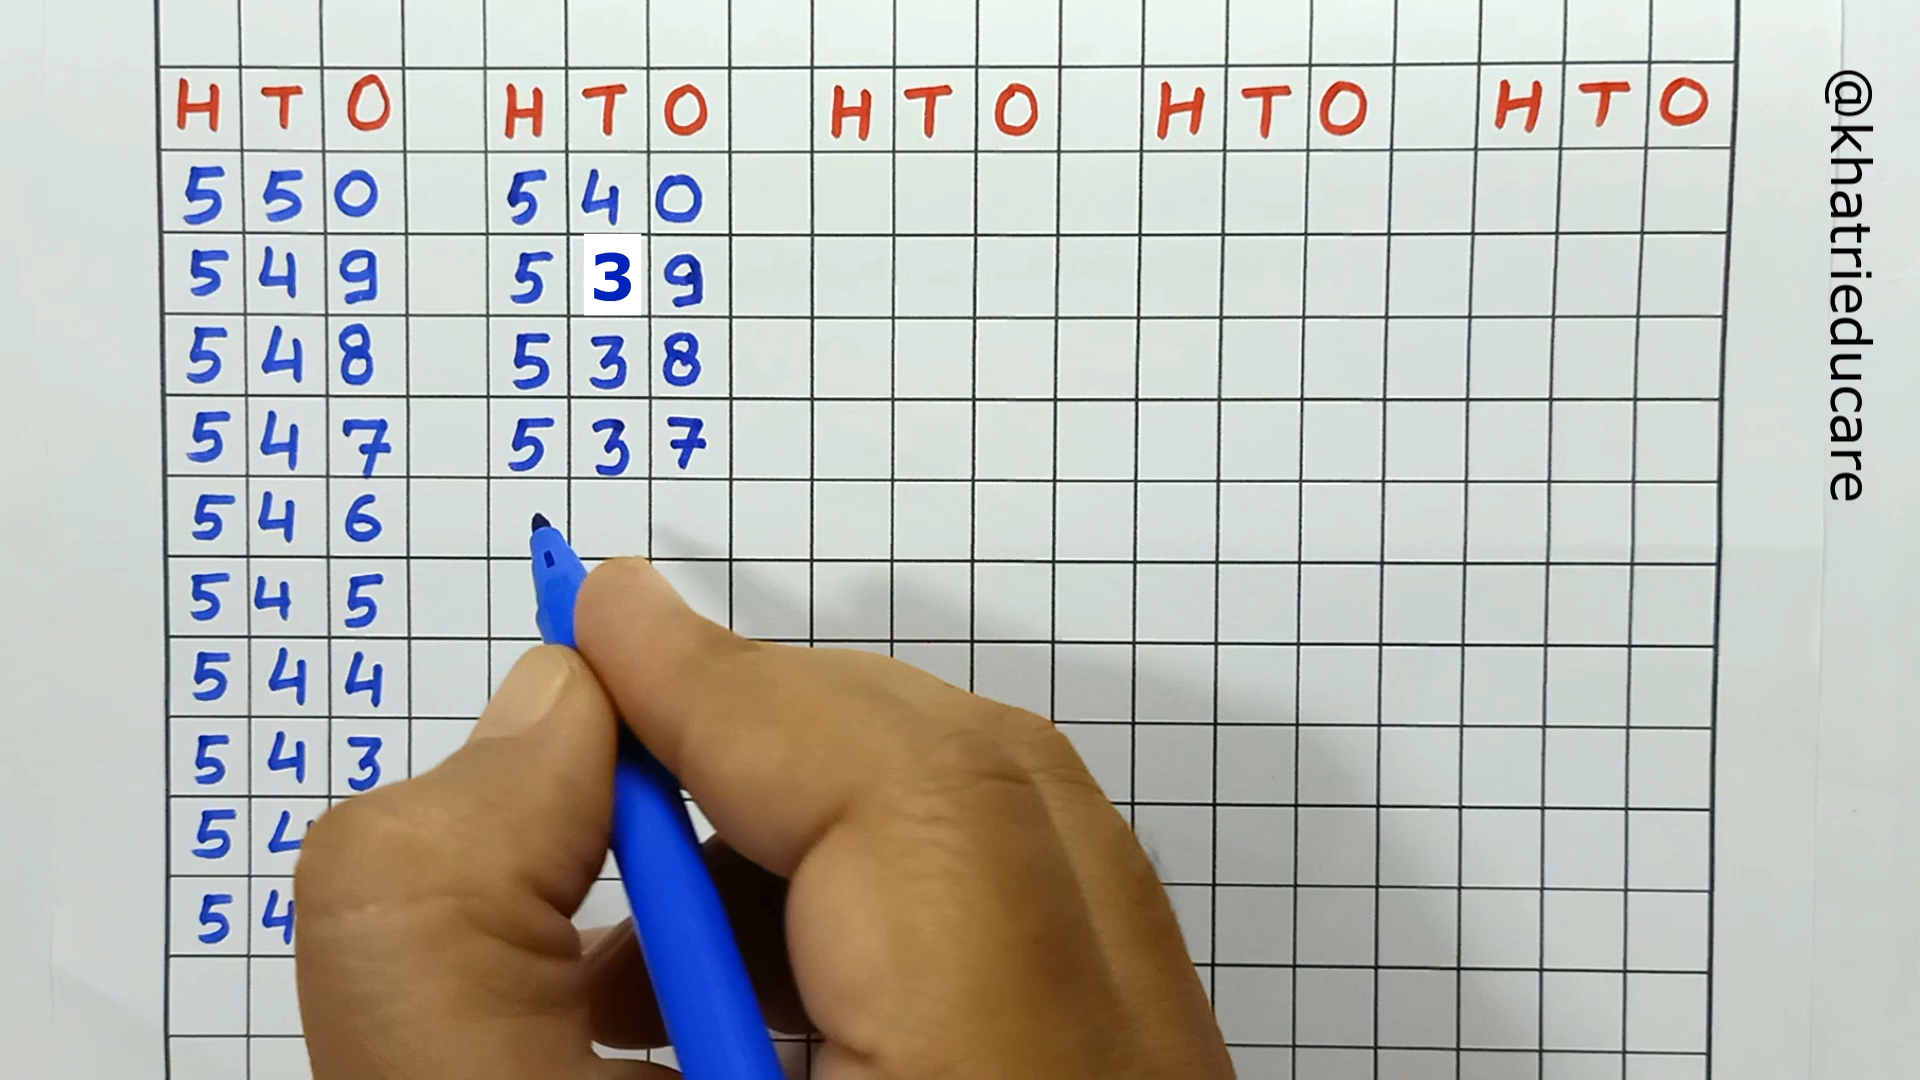 H T O H T O H T O H T O H T O
5 5 0 5 4 0
5 4 9 5 3 9
5 4 8 5 3 8
5 4 7 5 3 7
5 4 6
5 4 5
5 4 4
5 4 3
5 4
5 4
@khatrieducare